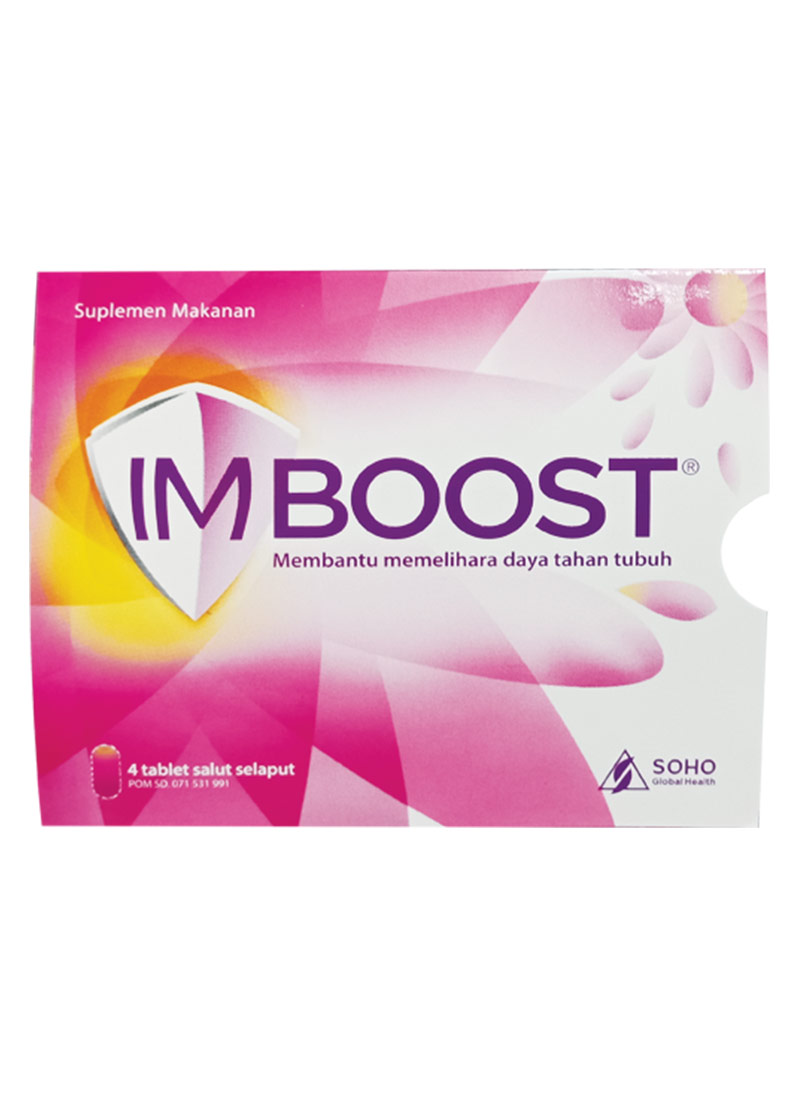 Suplemen Makanan
IMBOOST®
Membantu memelihara daya tahan tubuh
4 tablet salut selaput
POM SD. 071 531 991
SOHO
Global Health